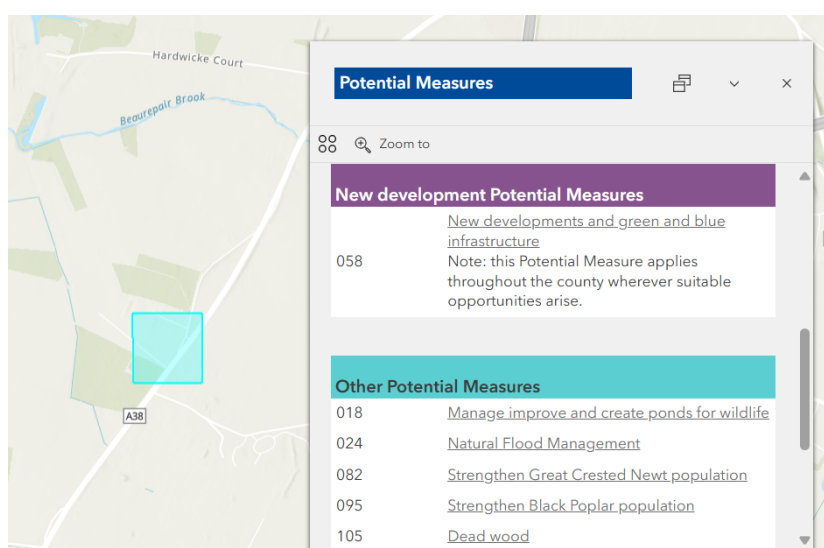 Hardwicke Court
Beaurepair Brook
A38
Potential Measures
Zoom to
New development Potential Measures
058
New developments and green and blue
infrastructure
Note: this Potential Measure applies
throughout the county wherever suitable
opportunities arise.
Other Potential Measures
018 Manage improve and create ponds for wildlife
024 Natural Flood Management
082 Strengthen Great Crested Newt population
095 Strengthen Black Poplar population
105 Dead wood